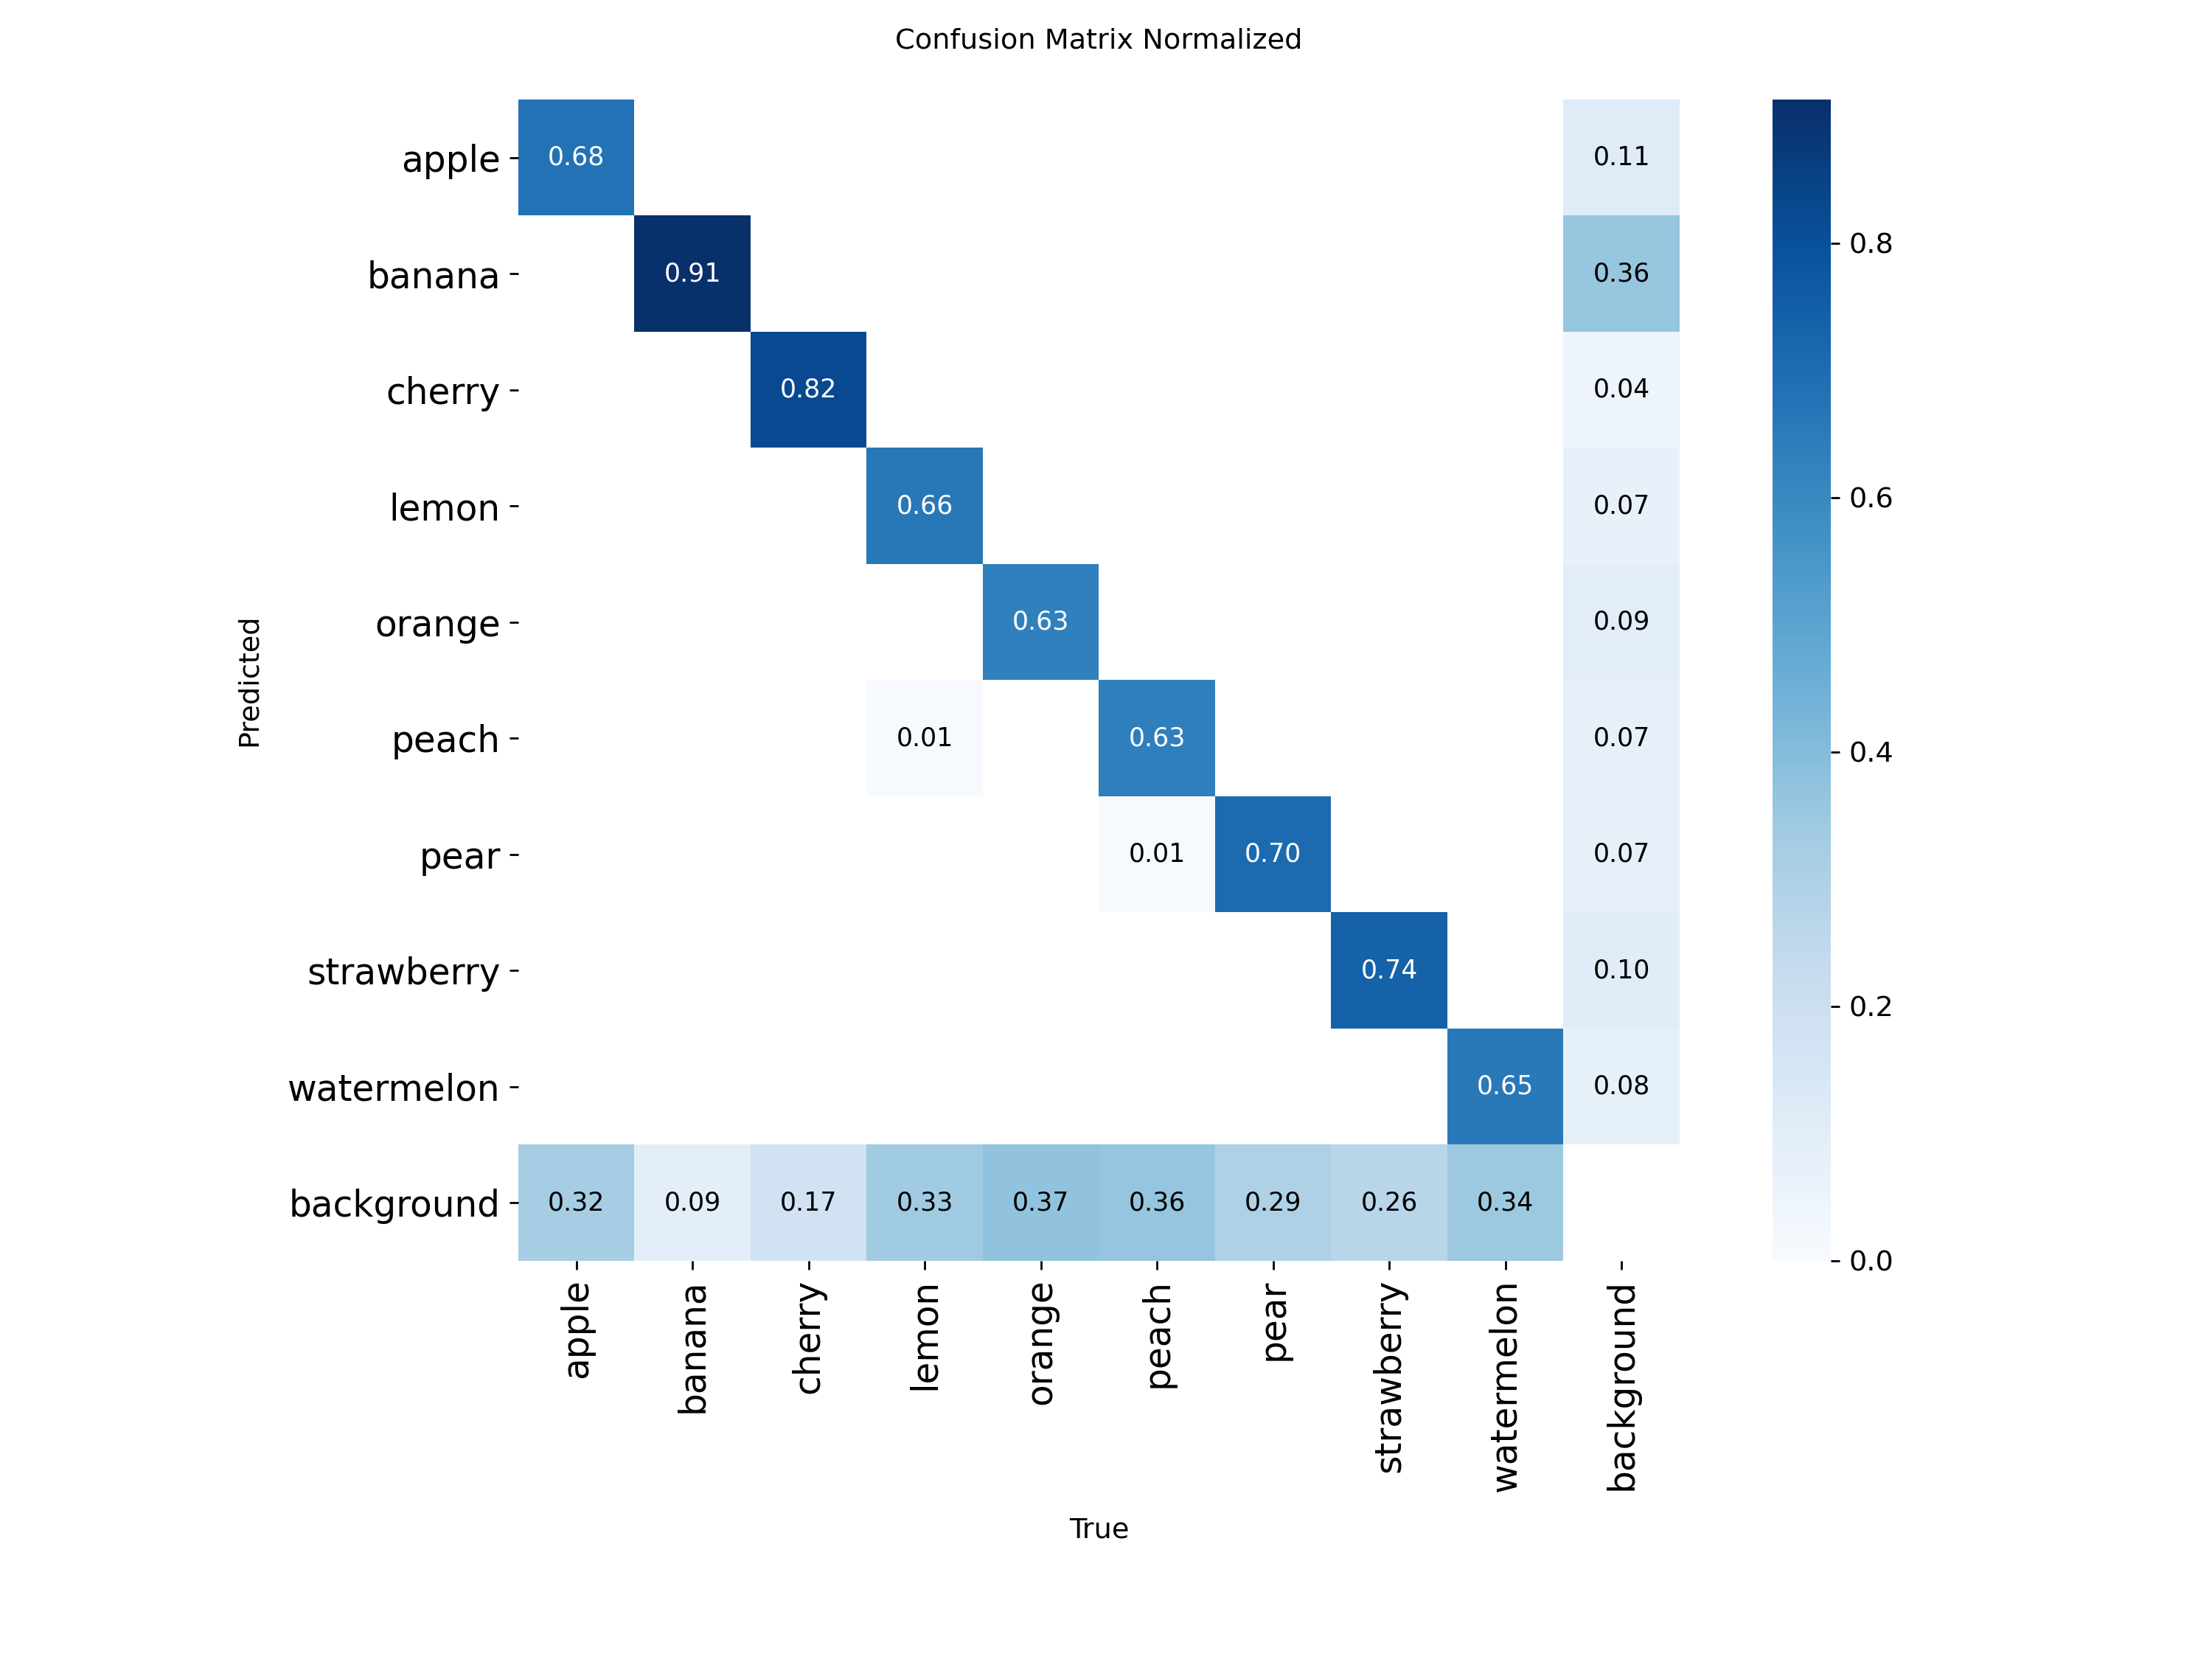 Confusion Matrix Normalized
apple 0.68 0.11
banana 0.91 0.36
cherry 0.82 0.04
lemon 0.66 0.07
orange 0.63 0.09
peach 0.01 0.63 0.07
pear 0.01 0.70 0.07
strawberry 0.74 0.10
watermelon 0.65 0.08
background 0.32 0.09 0.17 0.33 0.37 0.36 0.29 0.26 0.34
Predicted
apple
banana
cherry
lemon
orange
peach
pear
strawberry
watermelon
background
True
0.8
0.6
0.4
0.2
0.0